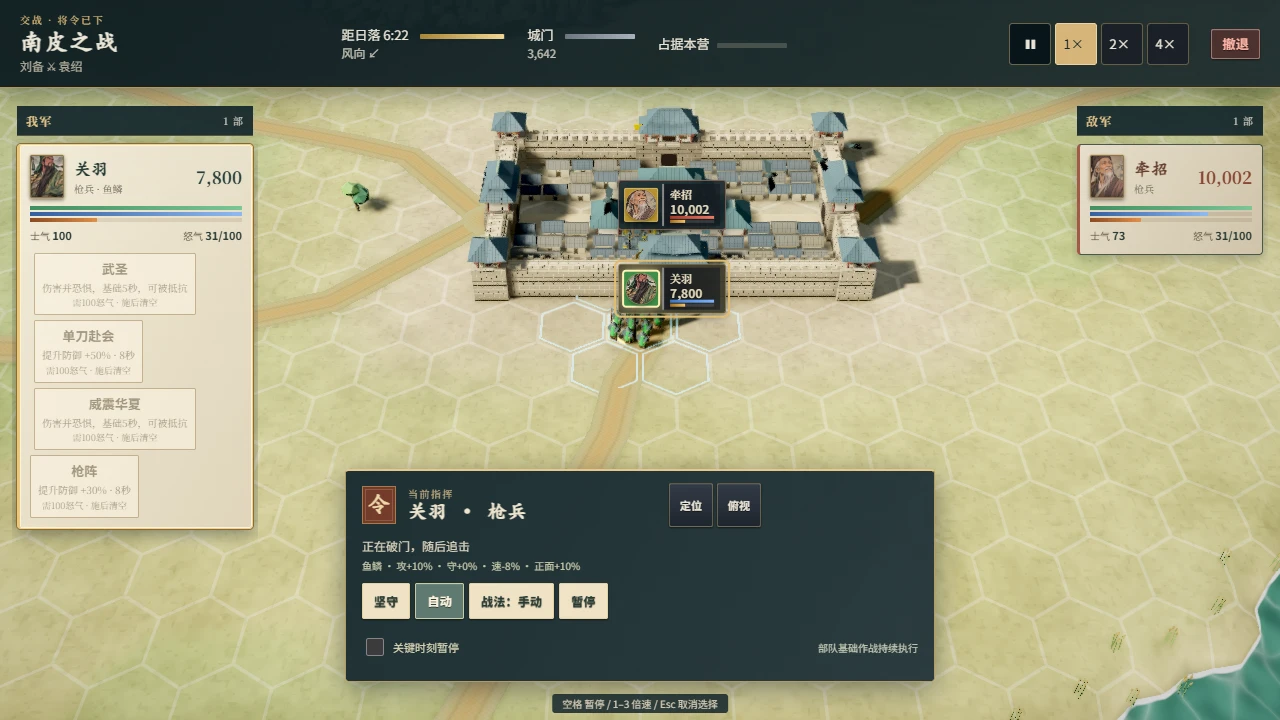 交战 · 将令已下
南皮之战
刘备 ⚔ 袁绍
距日落 6:22
风向 ↙
城门
3,642
占据本营
1×
2×
4×
撤退
我军
1 部
关羽
枪兵 · 鱼鳞
7,800
士气 100
怒气 31/100
武圣
伤害并恐惧，基础5秒，可被抵抗
需100怒气 · 施后清空
单刀赴会
提升防御 +50% · 8秒
需100怒气 · 施后清空
威震华夏
伤害并恐惧，基础5秒，可被抵抗
需100怒气 · 施后清空
枪阵
提升防御 +30% · 8秒
需100怒气 · 施后清空
牵招
10,002
关羽
7,800
敌军
1 部
牵招
枪兵
10,002
士气 73
怒气 31/100
令
当前指挥
关羽 • 枪兵
定位
俯视
正在破门，随后追击
鱼鳞 · 攻+10% · 守+0% · 速-8% · 正面+10%
坚守
自动
战法：手动
暂停
关键时刻暂停
部队基础作战持续执行
空格 暂停 / 1–3 倍速 / Esc 取消选择